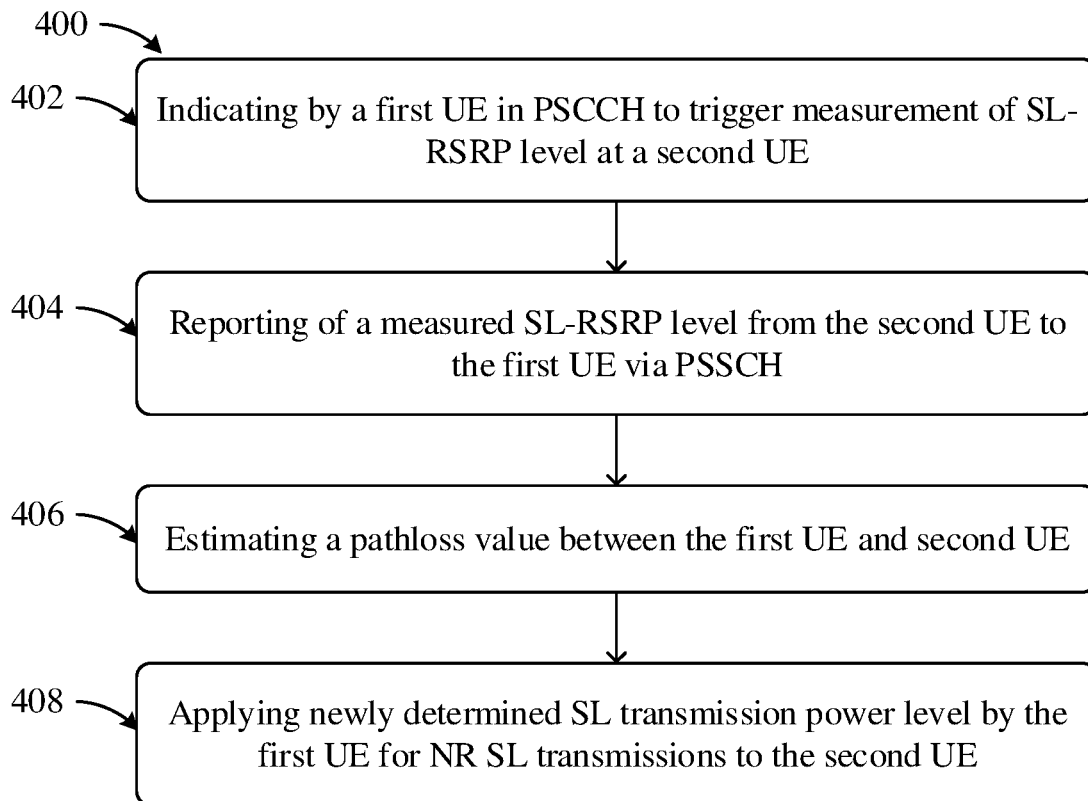 400
402
Indicating by a first UE in PSCCH to trigger measurement of SL-
RSRP level at a second UE
404
Reporting of a measured SL-RSRP level from the second UE to
the first UE via PSSCH
406
Estimating a pathloss value between the first UE and second UE
408
Applying newly determined SL transmission power level by the
first UE for NR SL transmissions to the second UE